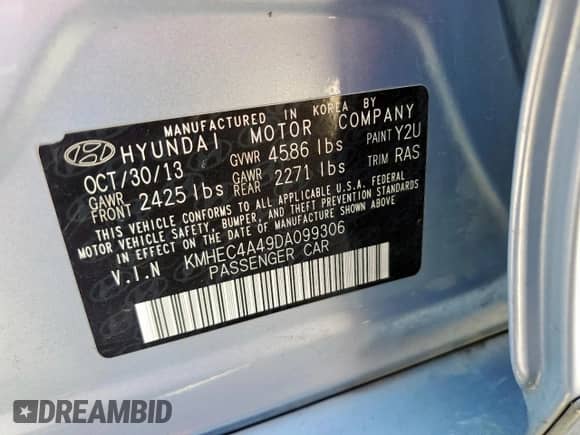 MANUFACTURED IN KOREA BY
HYUNDAI MOTOR COMPANY
OCT/30/13 GVWR 4586 lbs PAINT Y2U
GAWR FRONT 2425 lbs GAWR REAR 2271 lbs TRIM RAS
THIS VEHICLE CONFORMS TO ALL APPLICABLE U.S.A. FEDERAL
MOTOR VEHICLE SAFETY, BUMPER, AND THEFT PREVENTION STANDARDS
IN EFFECT ON THE DATE OF MANUFACTURE SHOWN ABOVE.
V.I.N KMHEC4A49DA099306
PASSENGER CAR
DREAMBID